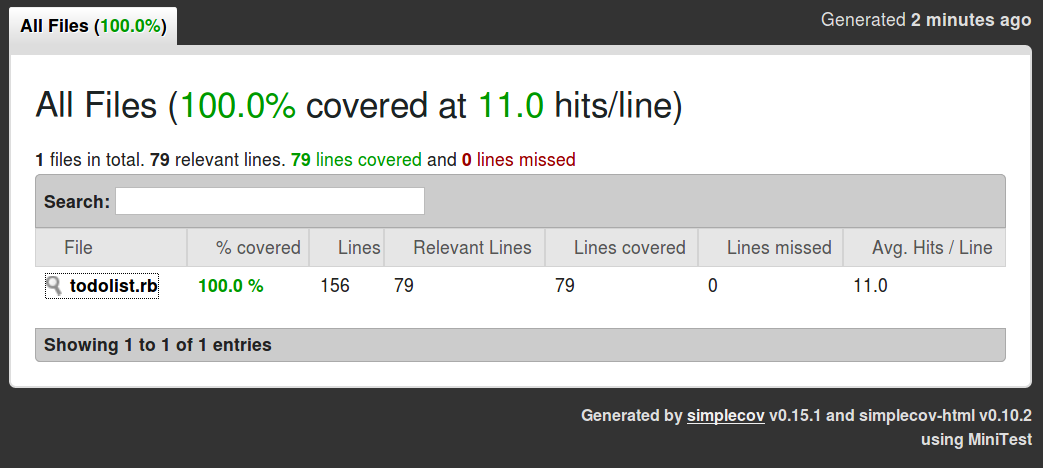 All Files (100.0%)
Generated 2 minutes ago
All Files (100.0% covered at 11.0 hits/line)
1 files in total. 79 relevant lines. 79 lines covered and 0 lines missed
Search:
File % covered Lines Relevant Lines Lines covered Lines missed Avg. Hits / Line
todolist.rb 100.0 % 156 79 79 0 11.0
Showing 1 to 1 of 1 entries
Generated by simplecov v0.15.1 and simplecov-html v0.10.2
using MiniTest